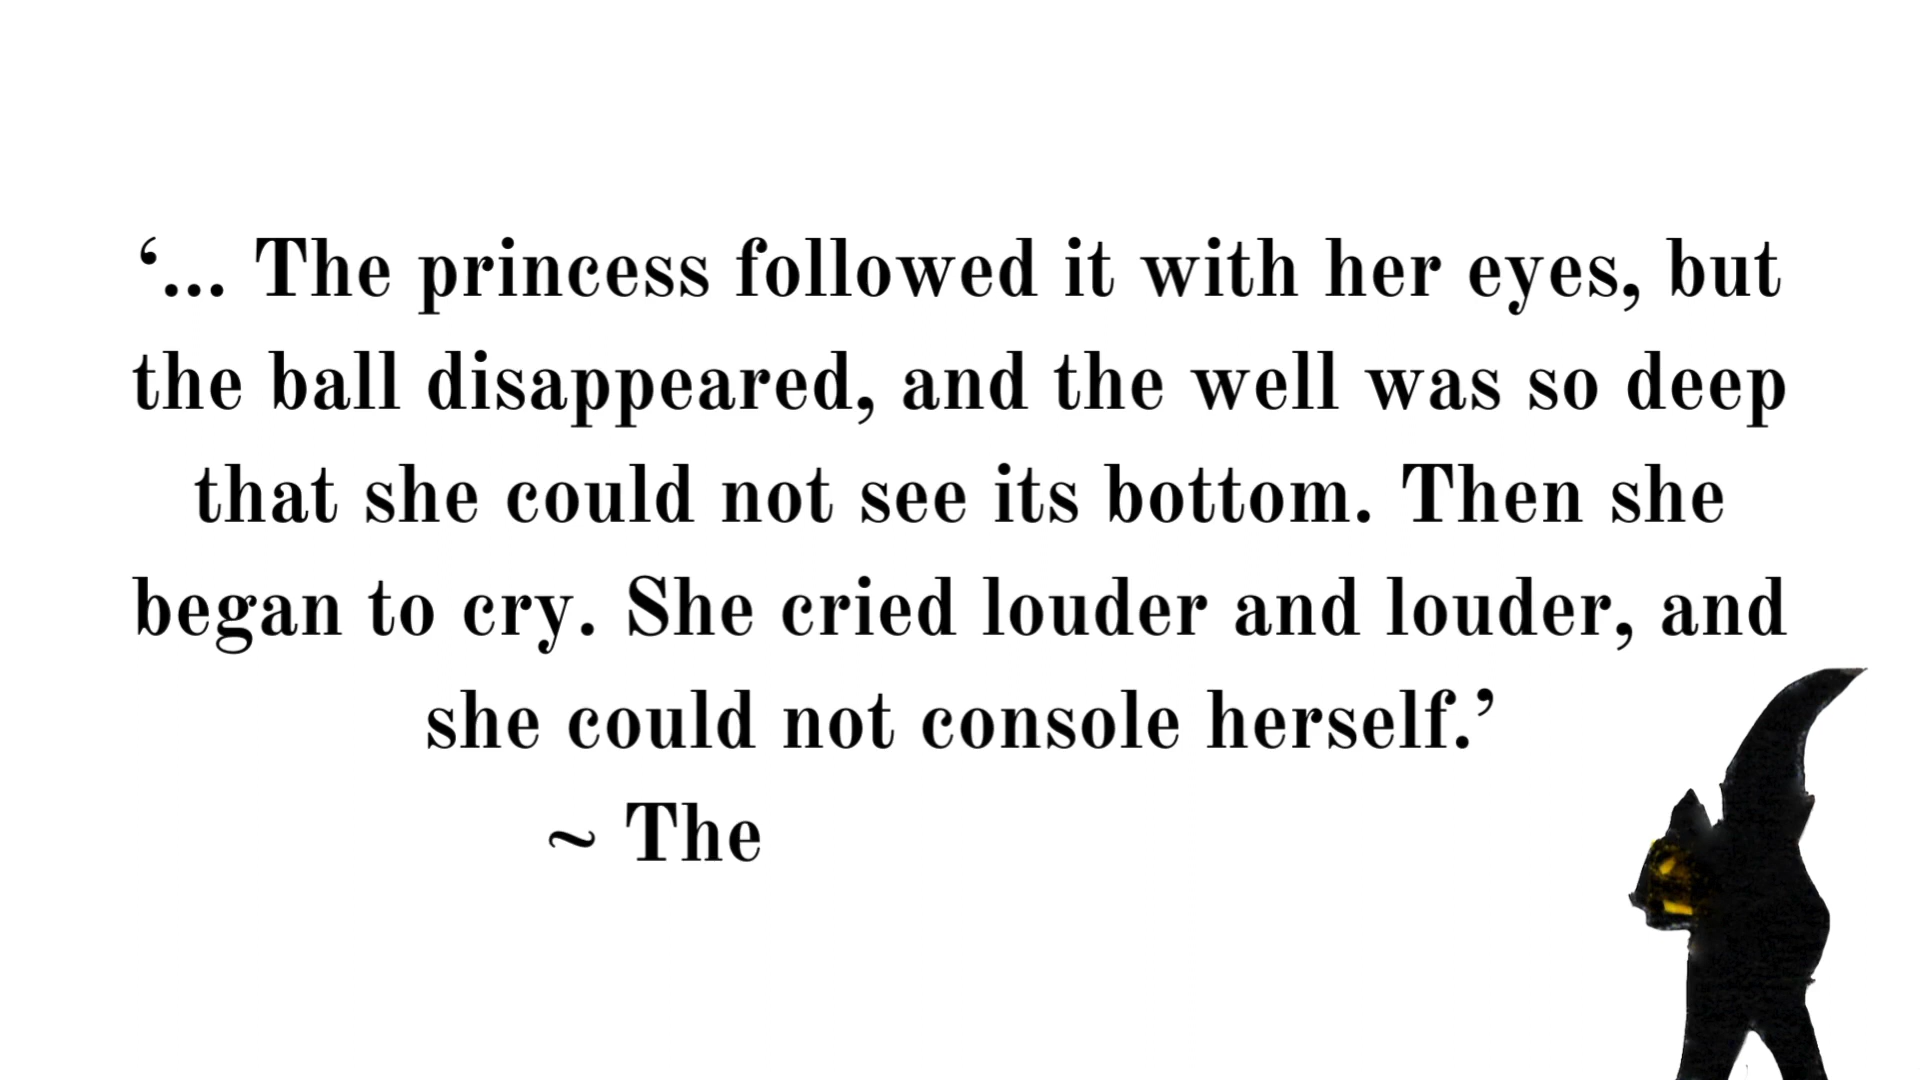 ‘... The princess followed it with her eyes, but
the ball disappeared, and the well was so deep
that she could not see its bottom. Then she
began to cry. She cried louder and louder, and
she could not console herself.’
~ The